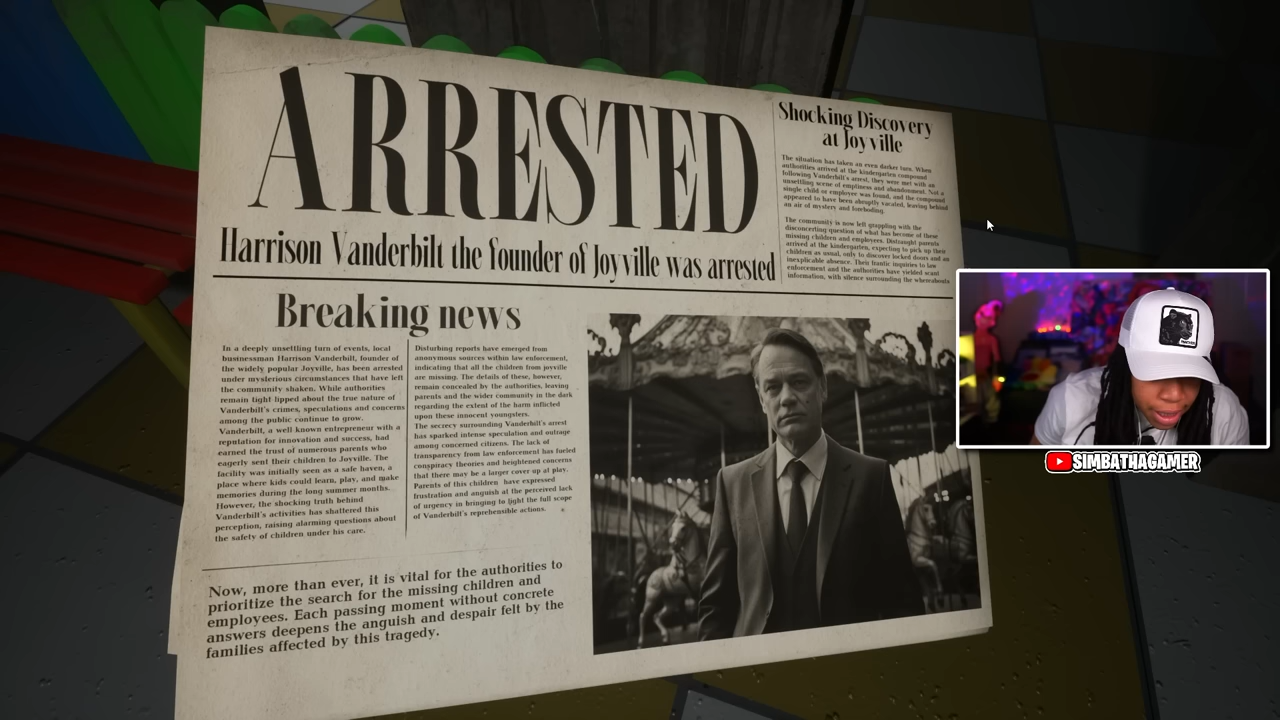 ARRESTED
Harrison Vanderbilt the founder of Joyville was arrested
Shocking Discovery
at Joyville
The situation has taken an even darker turn. When
authorities arrived at the kindergarten compound
following Vanderbilt's arrest, they were met with an
unsettling scene of emptiness and abandonment. Not a
single child or employee was found, and the compound
appeared to have been abruptly vacated, leaving behind
an air of mystery and foreboding.
The community is now left grappling with the
disconcerting question of what has become of these
missing children and employees. Distraught parents
arrived at the kindergarten, expecting to pick up their
children as usual, only to discover locked doors and an
inexplicable absence. Their frantic inquiries to law
enforcement and the authorities have yielded scant
information, with silence surrounding the whereabouts
Breaking news
In a deeply unsettling turn of events, local
businessman Harrison Vanderbilt, founder of
the widely popular Joyville, has been arrested
under mysterious circumstances that have left
the community shaken. While authorities
remain tight lipped about the true nature of
Vanderbilt's crimes, speculations and concerns
among the public continue to grow.
Vanderbilt, a well known entrepreneur with a
reputation for innovation and success, had
earned the trust of numerous parents who
eagerly sent their children to Joyville. The
facility was initially seen as a safe haven, a
place where kids could learn, play, and make
memories during the long summer months.
However, the shocking truth behind
Vanderbilt's activities has shattered this
perception, raising alarming questions about
the safety of children under his care.
Disturbing reports have emerged from
anonymous sources within law enforcement,
indicating that all the children from joyville
are missing. The details of these, however,
remain concealed by the authorities, leaving
parents and the wider community in the dark
regarding the extent of the harm inflicted
upon these innocent youngsters.
The secrecy surrounding Vanderbilt's arrest
has sparked intense speculation and outrage
among concerned citizens. The lack of
transparency from law enforcement has fueled
conspiracy theories and heightened concerns
that there may be a larger cover up at play.
Parents of this children have expressed
frustration and anguish at the perceived lack
of urgency in bringing to light the full scope
of Vanderbilt's reprehensible actions.
Now, more than ever, it is vital for the authorities to
prioritize the search for the missing children and
employees. Each passing moment without concrete
answers deepens the anguish and despair felt by the
families affected by this tragedy.
SIMBATHAGAMER